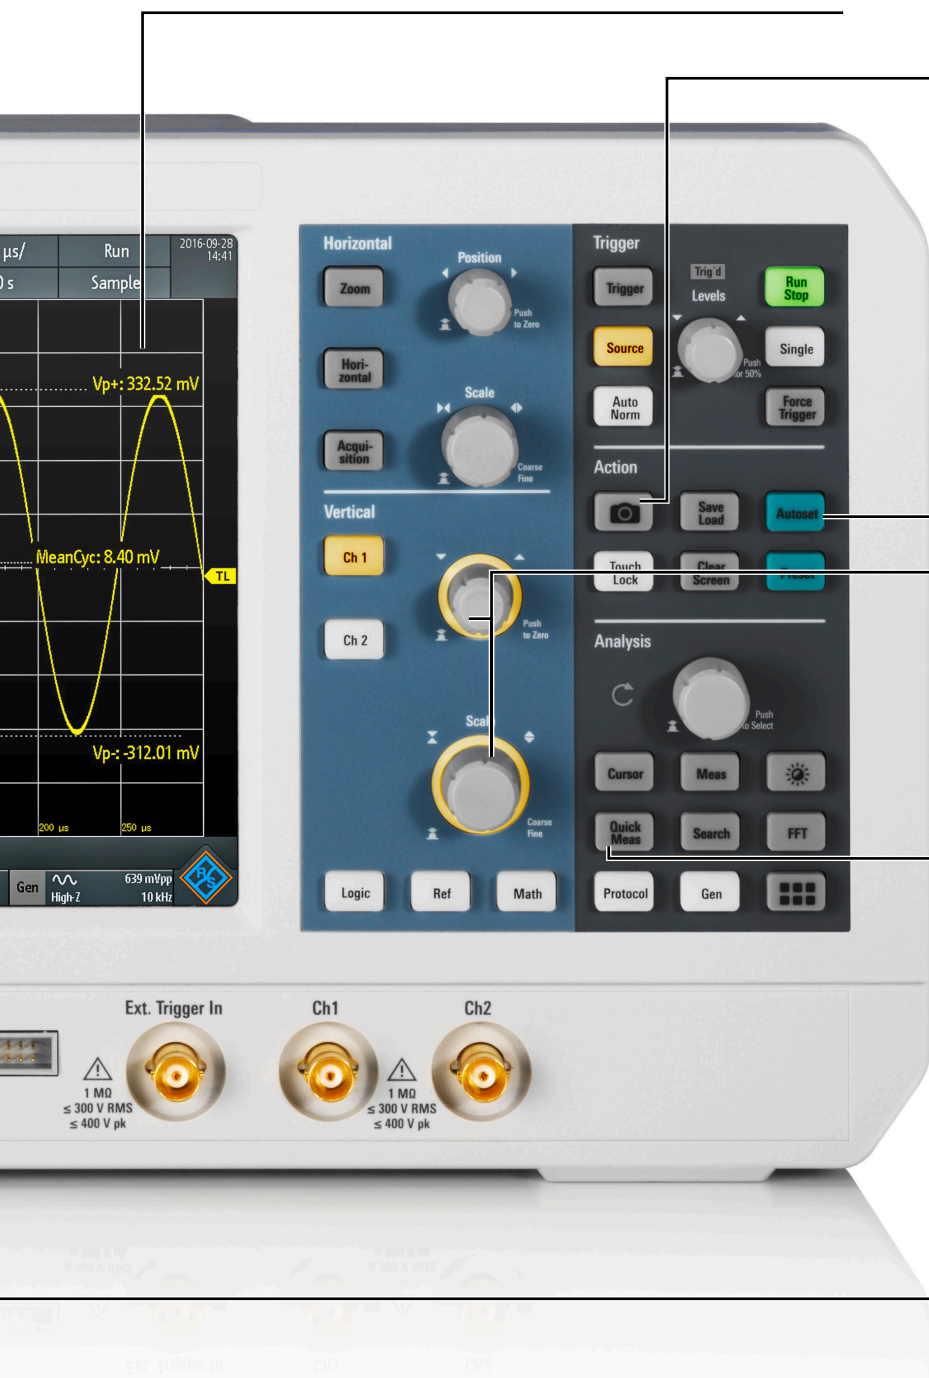 µs/
Run
2016-09-28
14:41
0 s
Sample
Vp+: 332.52 mV
MeanCyc: 8.40 mV
TL
Vp-: -312.01 mV
200 µs
250 µs
Gen
High-Z
639 mVpp
10 kHz
R
S
Horizontal
Zoom
Position
Push
to Zero
Hori-
zontal
Scale
Acqui-
sition
Coarse
Fine
Vertical
Ch 1
Push
to Zero
Ch 2
Scale
Coarse
Fine
Logic
Ref
Math
Trigger
Trigger
Trig'd
Levels
Run
Stop
Source
Push
for 50%
Single
Auto
Norm
Force
Trigger
Action
Save
Load
Autoset
Touch
Lock
Clear
Screen
Preset
Analysis
Push
to Select
Cursor
Meas
Quick
Meas
Search
FFT
Protocol
Gen
Ext. Trigger In
Ch1
Ch2
1 MΩ
≤ 300 V RMS
≤ 400 V pk
1 MΩ
≤ 300 V RMS
≤ 400 V pk